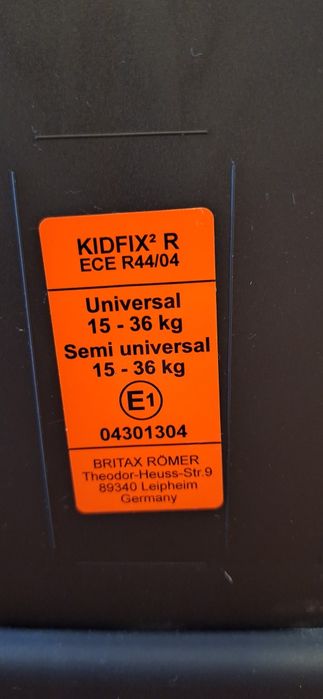 KIDFIX² R
ECE R44/04
Universal
15 - 36 kg
Semi universal
15 - 36 kg
E1
04301304
BRITAX RÖMER
Theodor-Heuss-Str.9
89340 Leipheim
Germany